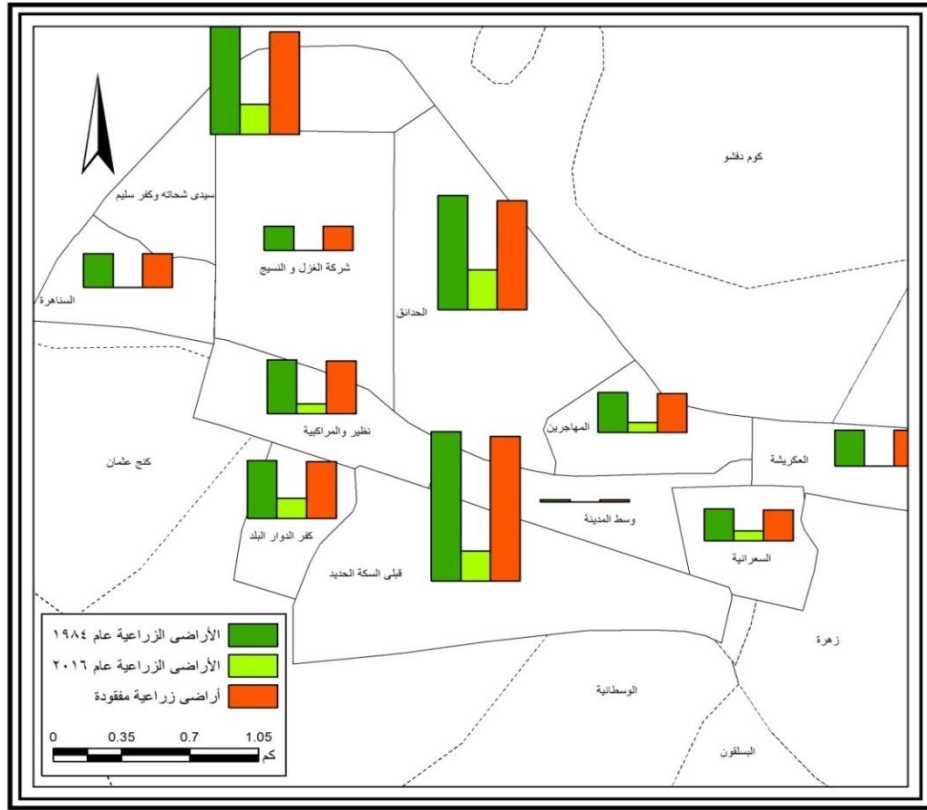 كوم دفشو
سيدى شحاته وكفر سليم
شركة الغزل و النسيج
السناهرة
الحدائق
المهاجرين
نظير والمراكبية
العكريشة
كنج عثمان
وسط المدينة
كفر الدوار البلد
السعرانية
قبلى السكة الحديد
زهرة
الوسطانية
البسلقون
الأراضى الزراعية عام ١٩٨٤
الأراضى الزراعية عام ٢٠١٦
أراضى زراعية مفقودة
0 0.35 0.7 1.05
كم